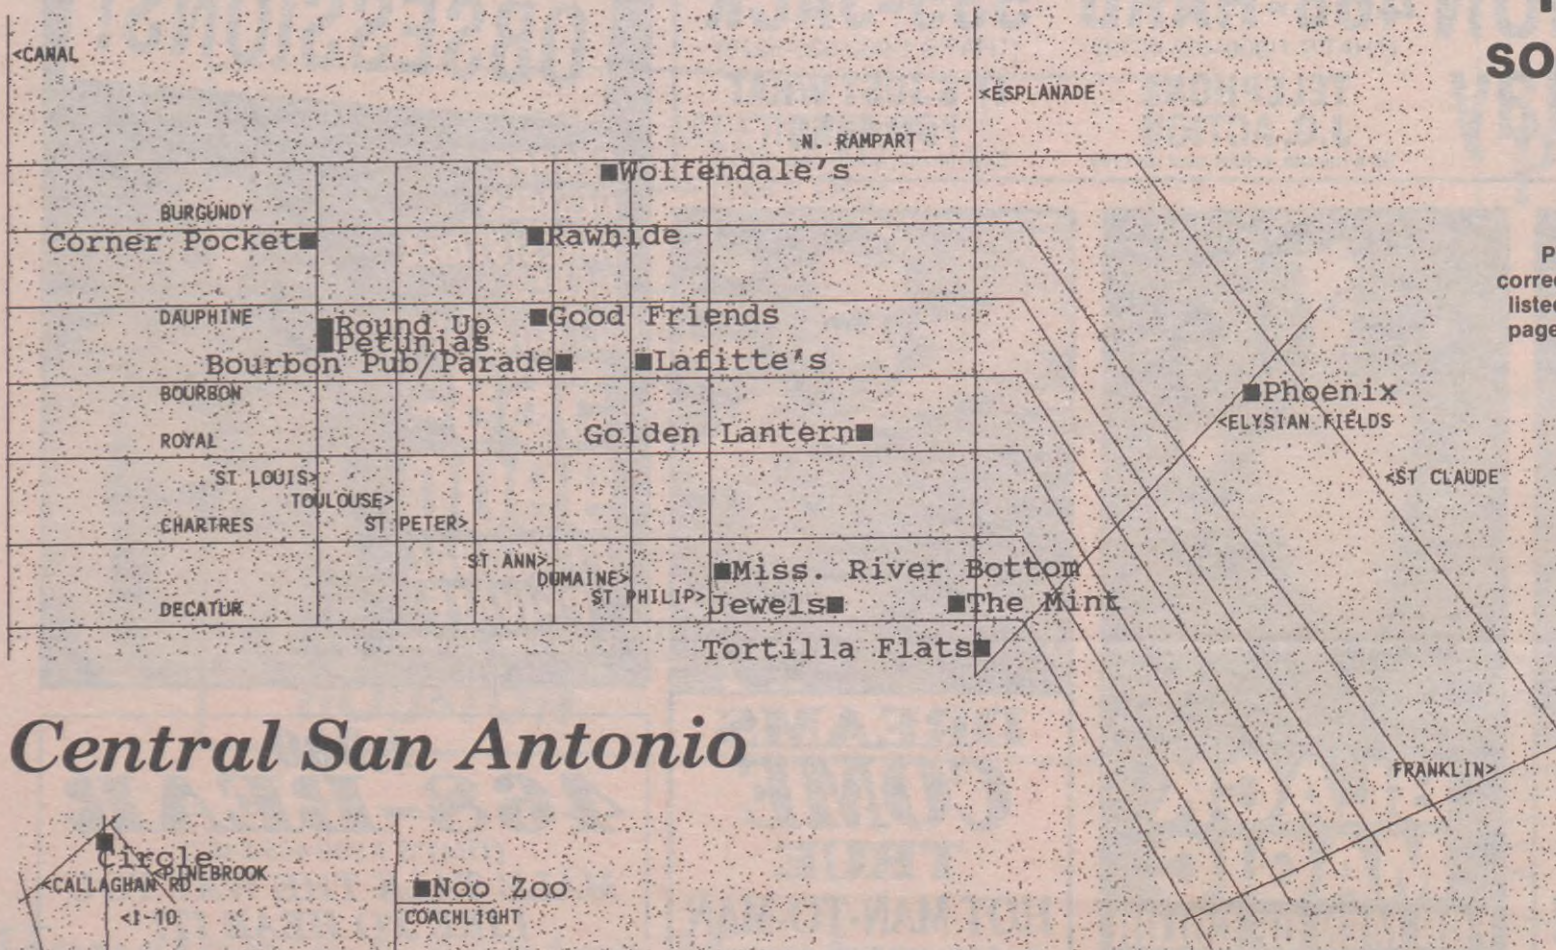 <CANAL
SO
<ESPLANADE
N. RAMPART
Wolfendale's
BURGUNDY
Corner Pocket
Rawhide
DAUPHINE
Round Up
Good Friends
Petunias
Bourbon Pub/Parade
Lafitte's
BOURBON
Phoenix
<ELYSIAN FIELDS
ROYAL
Golden Lantern
ST LOUIS>
<ST CLAUDE
TOULOUSE>
CHARTRES
ST PETER>
ST ANN>
DUMAINE>
ST PHILIP>
Miss. River Bottom
DECATUR
Jewels
The Mint
Tortilla Flats
FRANKLIN>
P
correc
listed
page
Central San Antonio
Circle
<PINEBROOK
<CALLAGHAN RD.
<I-10
Noo Zoo
COACHLIGHT